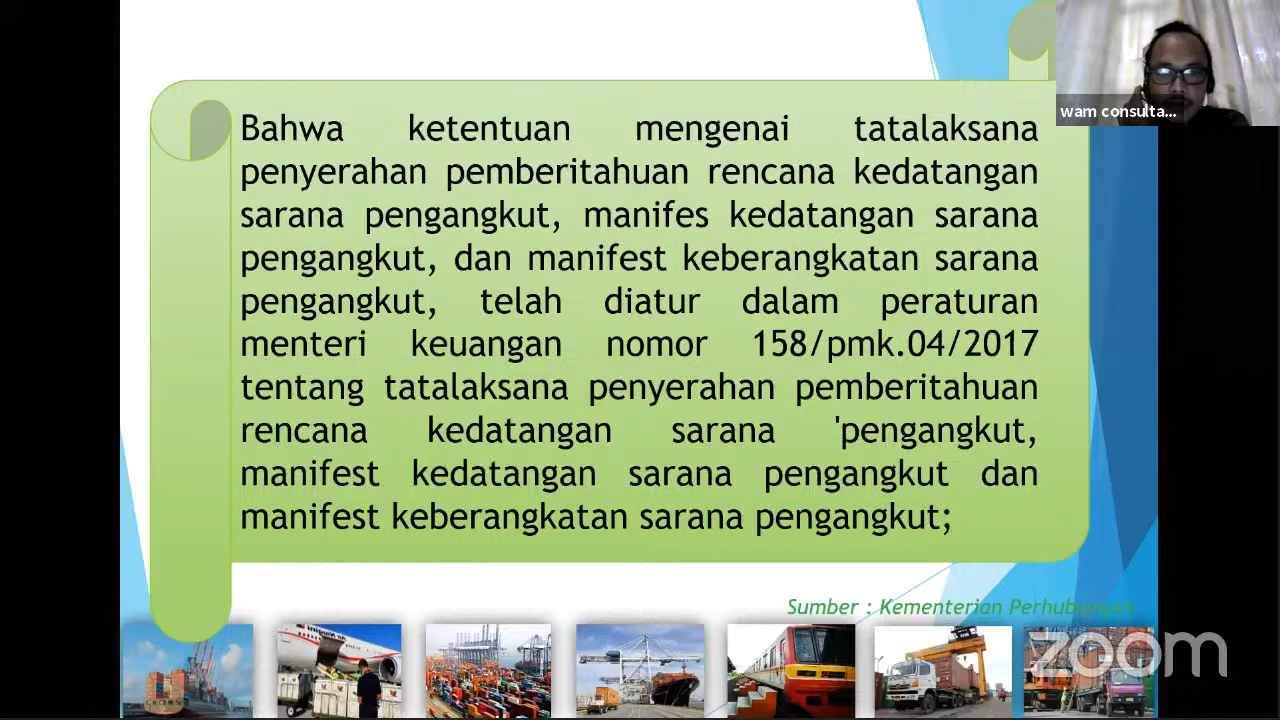 Bahwa ketentuan mengenai tatalaksana
penyerahan pemberitahuan rencana kedatangan
sarana pengangkut, manifes kedatangan sarana
pengangkut, dan manifest keberangkatan sarana
pengangkut, telah diatur dalam peraturan
menteri keuangan nomor 158/pmk.04/2017
tentang tatalaksana penyerahan pemberitahuan
rencana kedatangan sarana 'pengangkut,
manifest kedatangan sarana pengangkut dan
manifest keberangkatan sarana pengangkut;
wam consulta...
Sumber : Kementerian Perhubungan
zoom